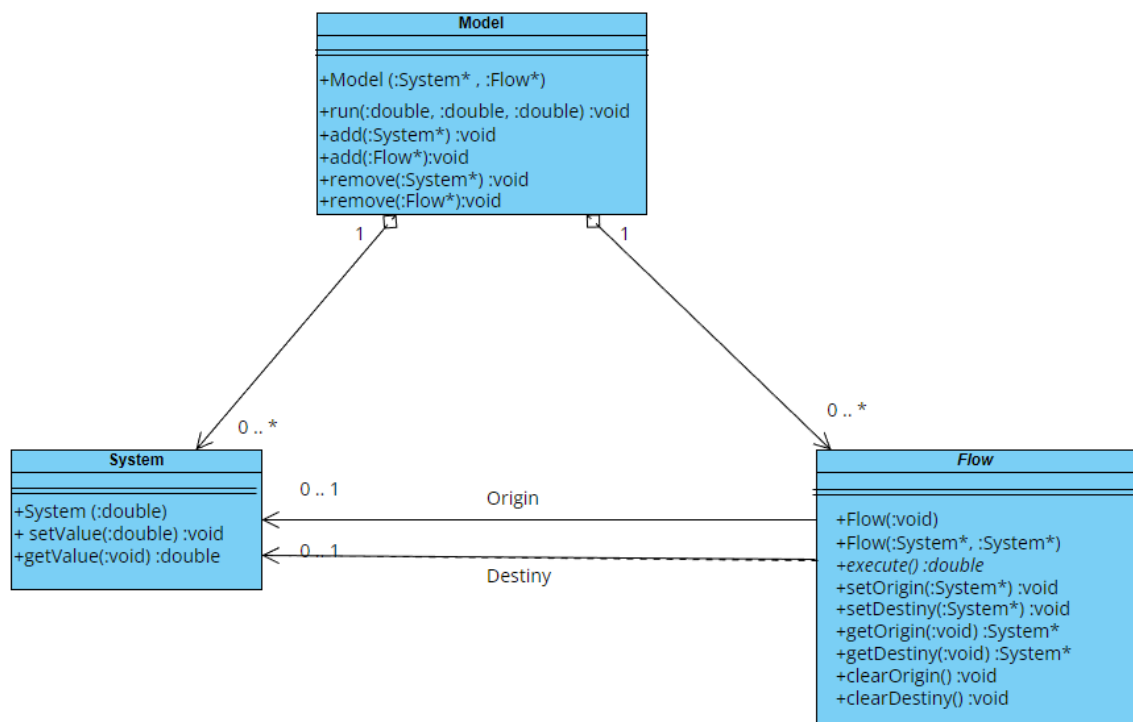 Model
+Model (:System* , :Flow*)
+run(:double, :double, :double) :void
+add(:System*) :void
+add(:Flow*):void
+remove(:System*) :void
+remove(:Flow*):void
1
1
0 .. *
0 .. *
System
+System (:double)
+ setValue(:double) :void
+getValue(:void) :double
0 .. 1
Origin
0 .. 1
Destiny
Flow
+Flow(:void)
+Flow(:System*, :System*)
+execute() :double
+setOrigin(:System*) :void
+setDestiny(:System*) :void
+getOrigin(:void) :System*
+getDestiny(:void) :System*
+clearOrigin() :void
+clearDestiny() :void